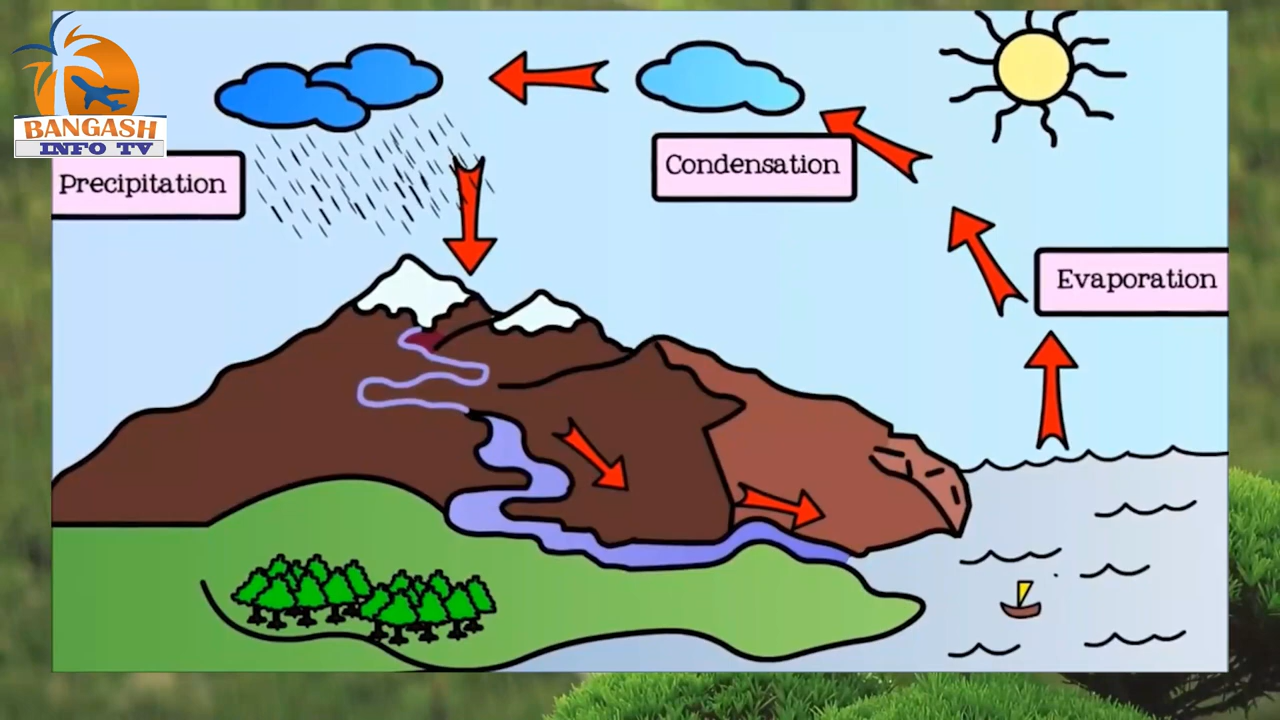 BANGASH
INFO TV
Precipitation
Condensation
Evaporation